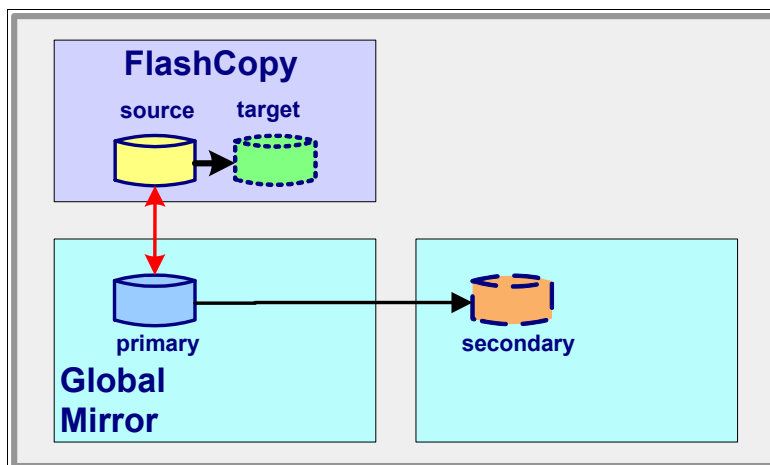 FlashCopy
source target
primary
secondary
Global
Mirror